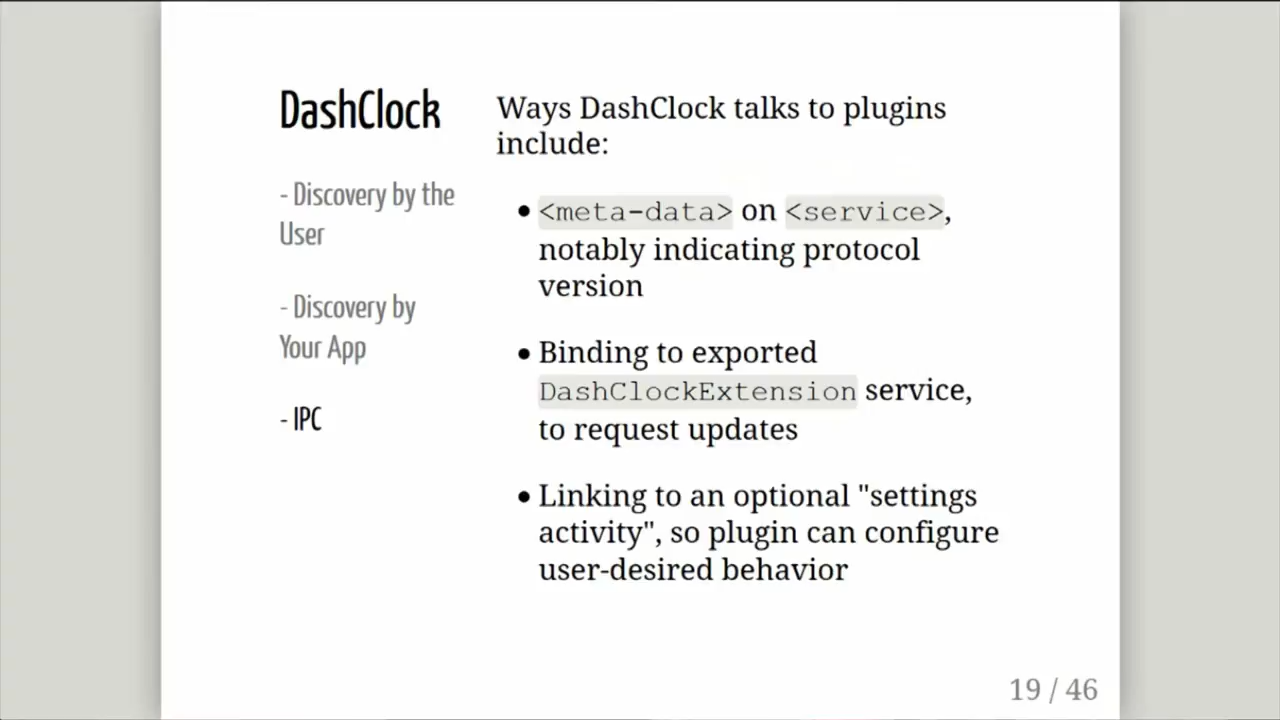 DashClock
- Discovery by the
User
- Discovery by
Your App
- IPC
Ways DashClock talks to plugins
include:
• <meta-data> on <service>,
notably indicating protocol
version
• Binding to exported
DashClockExtension service,
to request updates
• Linking to an optional "settings
activity", so plugin can configure
user-desired behavior
19 / 46